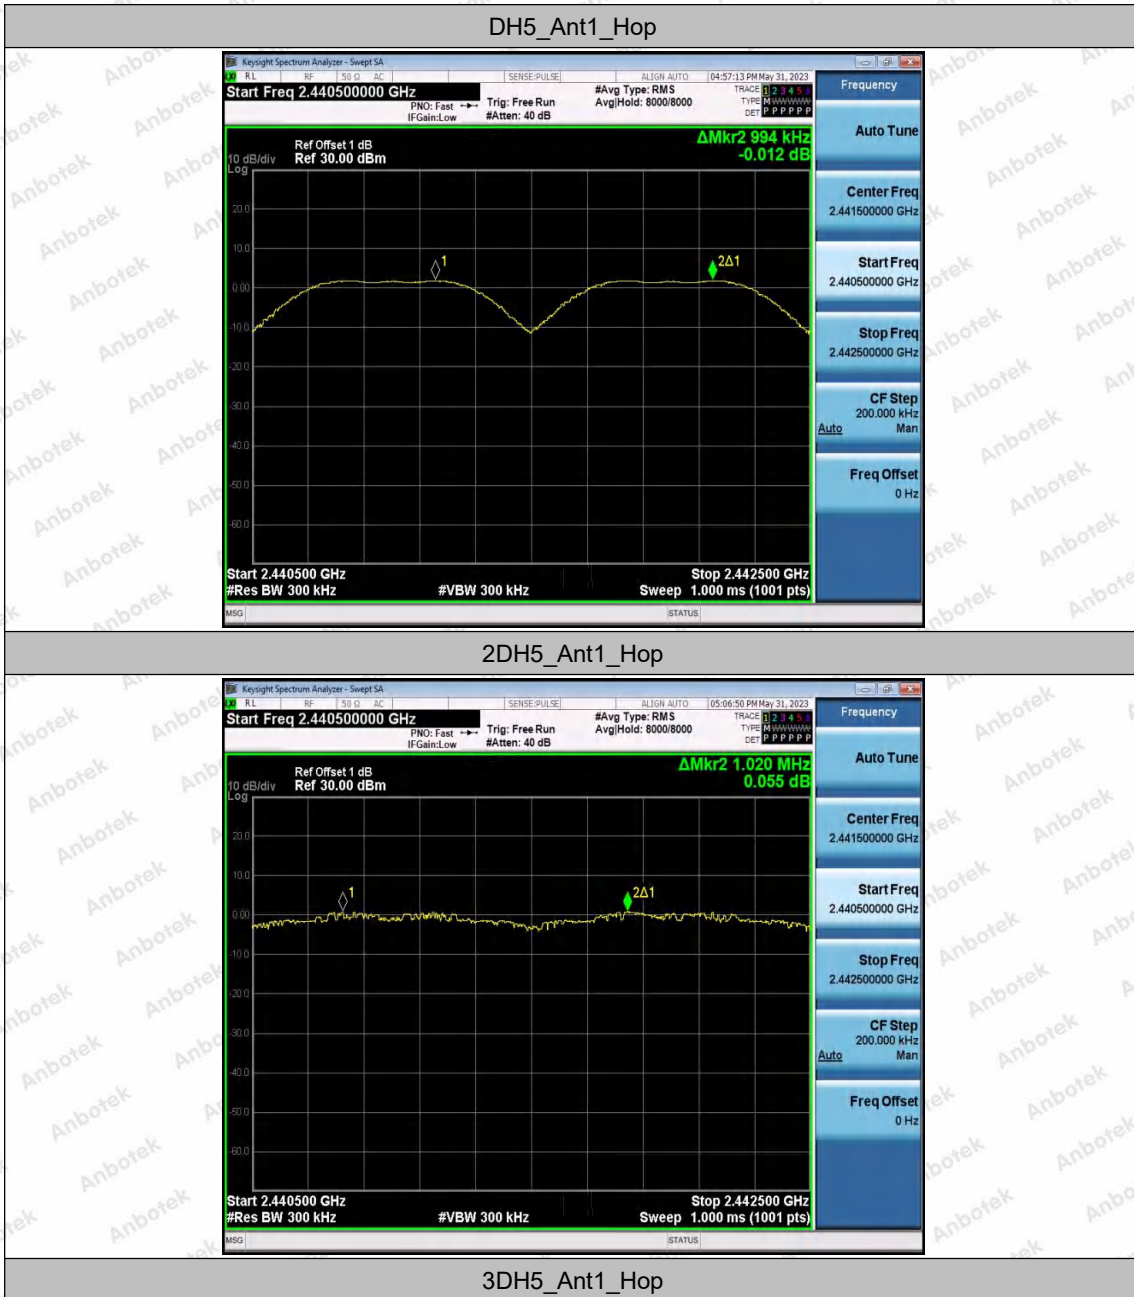 DH5_Ant1_Hop
Keysight Spectrum Analyzer - Swept SA
RL RF 50 Ω AC SENSE:PULSE ALIGN AUTO 04:57:13 PM May 31, 2023
Start Freq 2.440500000 GHz #Avg Type: RMS TRACE 1 2 3 4 5 6 Frequency
PNO: Fast Trig: Free Run Avg|Hold: 8000/8000 TYPE M WWWWW
IFGain:Low #Atten: 40 dB DET P P P P P P
Auto Tune
ΔMkr2 994 kHz
-0.012 dB
Ref Offset 1 dB
10 dB/div Ref 30.00 dBm
Log
20.0
10.0
0.00
-10.0
-20.0
-30.0
-40.0
-50.0
-60.0
1
2Δ1
Center Freq
2.441500000 GHz
Start Freq
2.440500000 GHz
Stop Freq
2.442500000 GHz
CF Step
200.000 kHz
Auto Man
Freq Offset
0 Hz
Start 2.440500 GHz Stop 2.442500 GHz
#Res BW 300 kHz #VBW 300 kHz Sweep 1.000 ms (1001 pts)
MSG STATUS
2DH5_Ant1_Hop
Keysight Spectrum Analyzer - Swept SA
RL RF 50 Ω AC SENSE:PULSE ALIGN AUTO 05:06:50 PM May 31, 2023
Start Freq 2.440500000 GHz #Avg Type: RMS TRACE 1 2 3 4 5 6 Frequency
PNO: Fast Trig: Free Run Avg|Hold: 8000/8000 TYPE M WWWWW
IFGain:Low #Atten: 40 dB DET P P P P P P
Auto Tune
ΔMkr2 1.020 MHz
0.055 dB
Ref Offset 1 dB
10 dB/div Ref 30.00 dBm
Log
20.0
10.0
0.00
-10.0
-20.0
-30.0
-40.0
-50.0
-60.0
1
2Δ1
Center Freq
2.441500000 GHz
Start Freq
2.440500000 GHz
Stop Freq
2.442500000 GHz
CF Step
200.000 kHz
Auto Man
Freq Offset
0 Hz
Start 2.440500 GHz Stop 2.442500 GHz
#Res BW 300 kHz #VBW 300 kHz Sweep 1.000 ms (1001 pts)
MSG STATUS
3DH5_Ant1_Hop
Anbotek